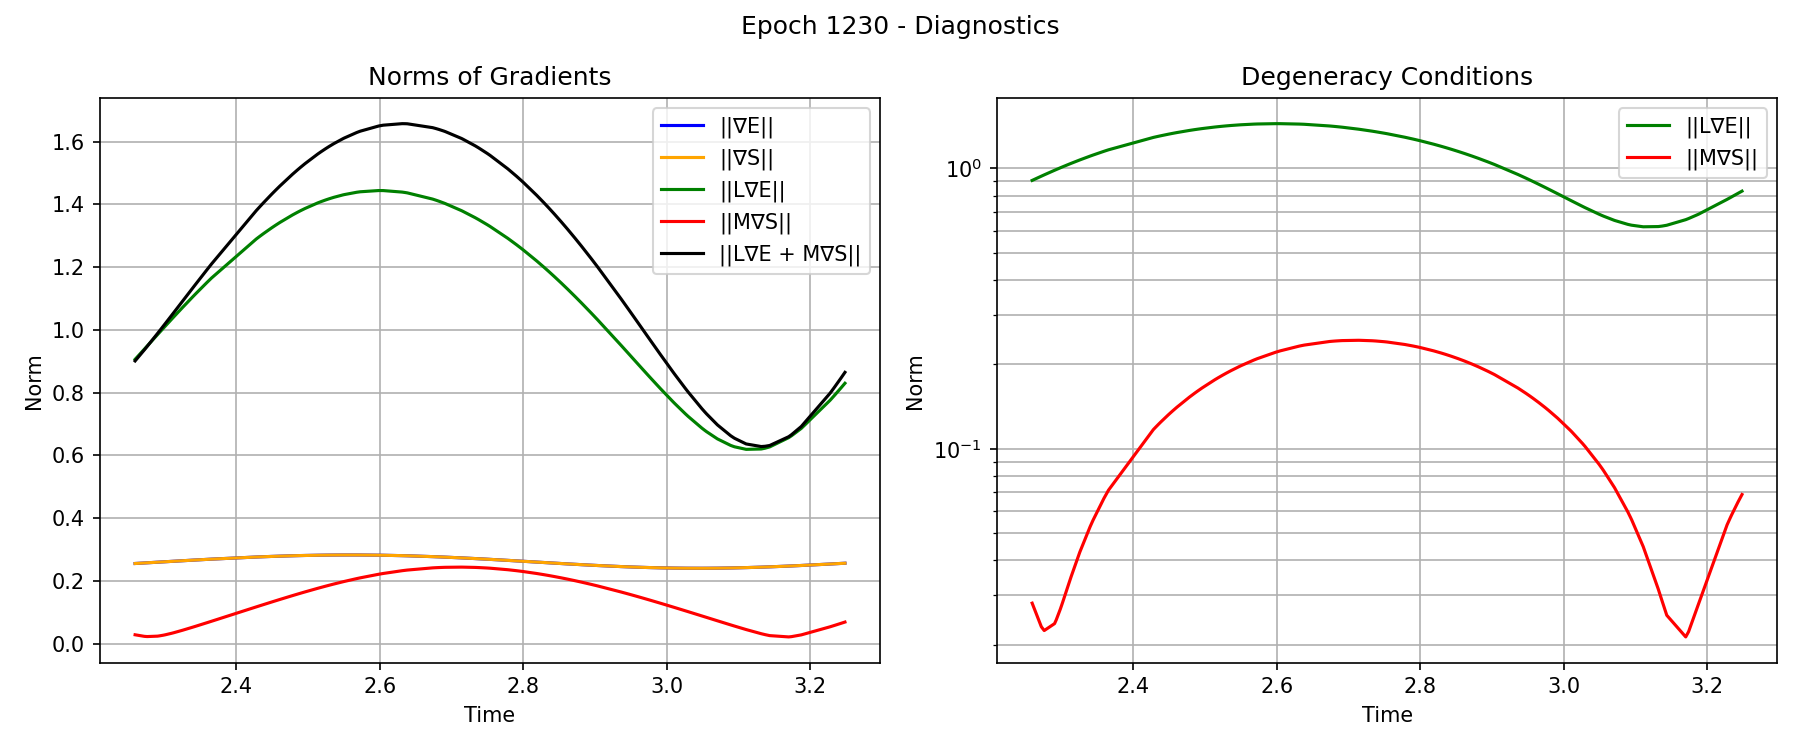 Epoch 1230 - Diagnostics
Norms of Gradients
Norm
1.6
1.4
1.2
1.0
0.8
0.6
0.4
0.2
0.0
2.4 2.6 2.8 3.0 3.2
Time
||∇E||
||∇S||
||L∇E||
||M∇S||
||L∇E + M∇S||
Degeneracy Conditions
Norm
10⁰
10⁻¹
2.4 2.6 2.8 3.0 3.2
Time
||L∇E||
||M∇S||